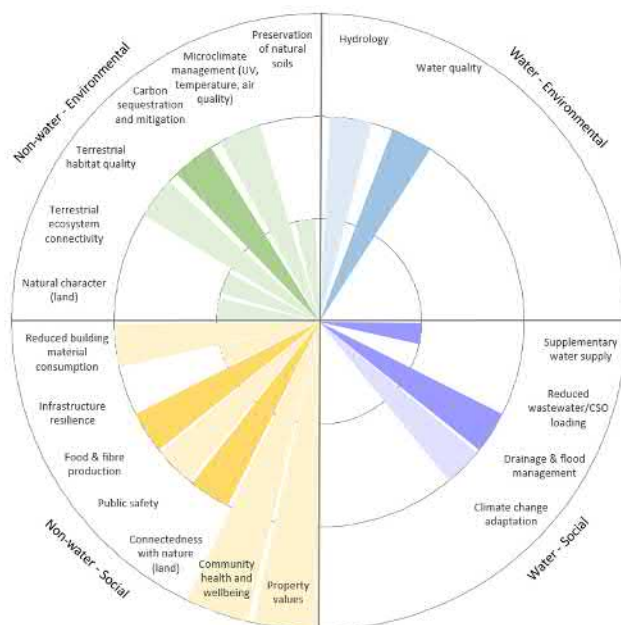 Non-water - Environmental
Water - Environmental
Preservation
of natural
soils
Microclimate
management (UV,
temperature, air
quality)
Carbon
sequestration
and mitigation
Terrestrial
habitat quality
Terrestrial
ecosystem
connectivity
Natural character
(land)
Hydrology
Water quality
Reduced building
material
consumption
Infrastructure
resilience
Food & fibre
production
Public safety
Connectedness
with nature
(land)
Community
health and
wellbeing
Property
values
Supplementary
water supply
Reduced
wastewater/CSO
loading
Drainage & flood
management
Climate change
adaptation
Non-water - Social
Water - Social